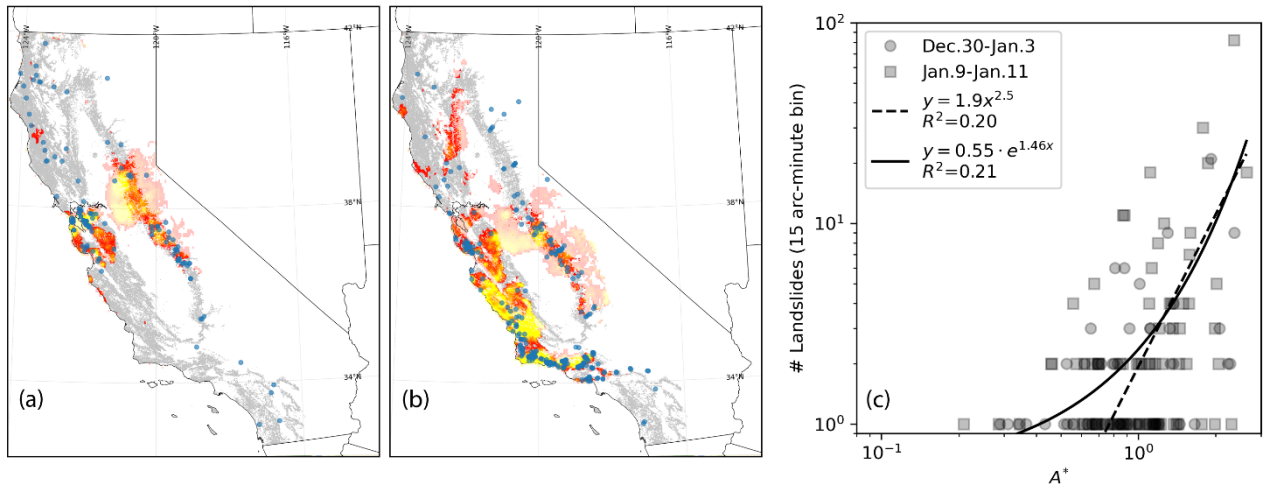 124°W
120°W
116°W
42°N
38°N
34°N
(a)
124°W
120°W
116°W
42°N
38°N
34°N
(b)
10²
10¹
10⁰
# Landslides (15 arc-minute bin)
Dec.30-Jan.3
Jan.9-Jan.11
y = 1.9x^2.5
R²=0.20
y = 0.55 · e^1.46x
R²=0.21
(c)
10⁻¹
10⁰
A*